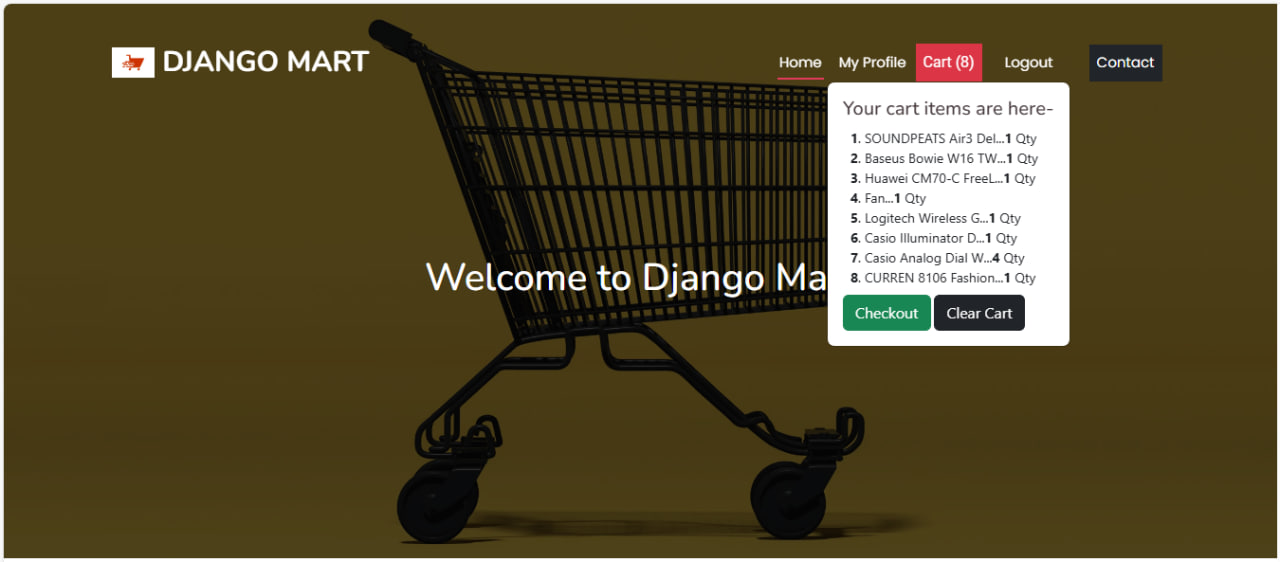 DJANGO MART
Home My Profile Cart (8) Logout Contact
Your cart items are here-
1. SOUNDPEATS Air3 Del...1 Qty
2. Baseus Bowie W16 TW...1 Qty
3. Huawei CM70-C FreeL...1 Qty
4. Fan...1 Qty
5. Logitech Wireless G...1 Qty
6. Casio Illuminator D...1 Qty
7. Casio Analog Dial W...4 Qty
8. CURREN 8106 Fashion...1 Qty
Checkout Clear Cart
Welcome to Django Ma